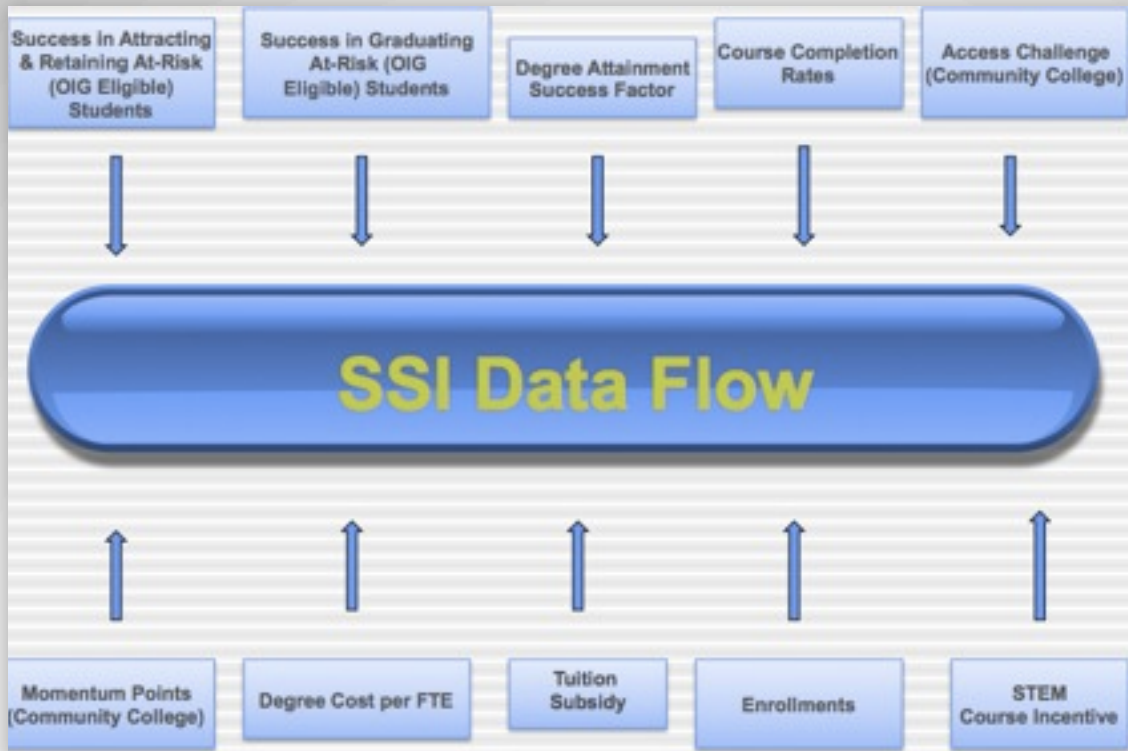 Success in Attracting
& Retaining At-Risk
(OIG Eligible)
Students
Success in Graduating
At-Risk (OIG
Eligible) Students
Degree Attainment
Success Factor
Course Completion
Rates
Access Challenge
(Community College)
SSI Data Flow
Momentum Points
(Community College)
Degree Cost per FTE
Tuition
Subsidy
Enrollments
STEM
Course Incentive